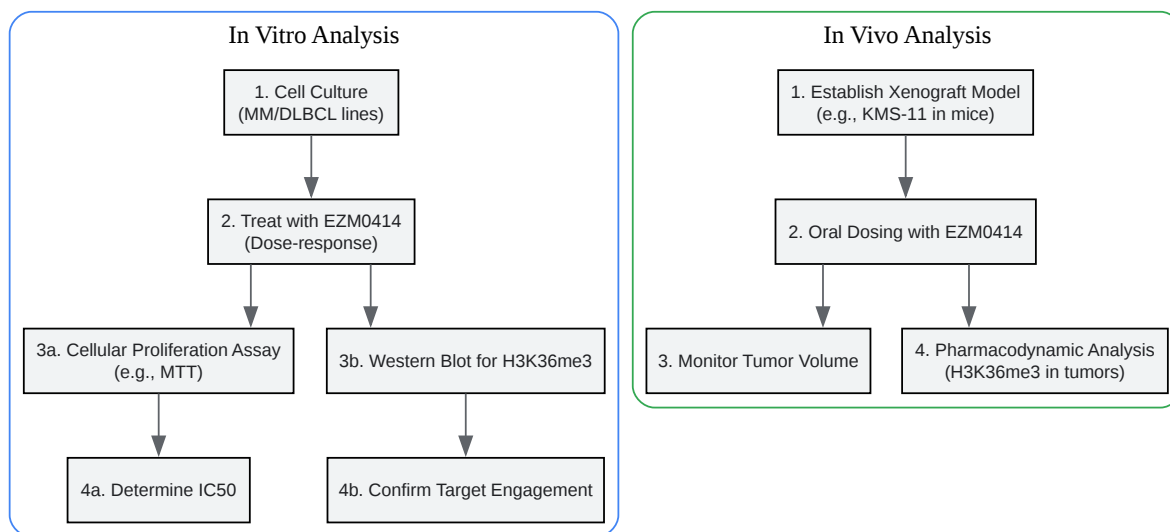 In Vitro Analysis
1. Cell Culture
(MM/DLBCL lines)
2. Treat with EZM0414
(Dose-response)
3a. Cellular Proliferation Assay
(e.g., MTT)
3b. Western Blot for H3K36me3
4a. Determine IC50
4b. Confirm Target Engagement
In Vivo Analysis
1. Establish Xenograft Model
(e.g., KMS-11 in mice)
2. Oral Dosing with EZM0414
3. Monitor Tumor Volume
4. Pharmacodynamic Analysis
(H3K36me3 in tumors)